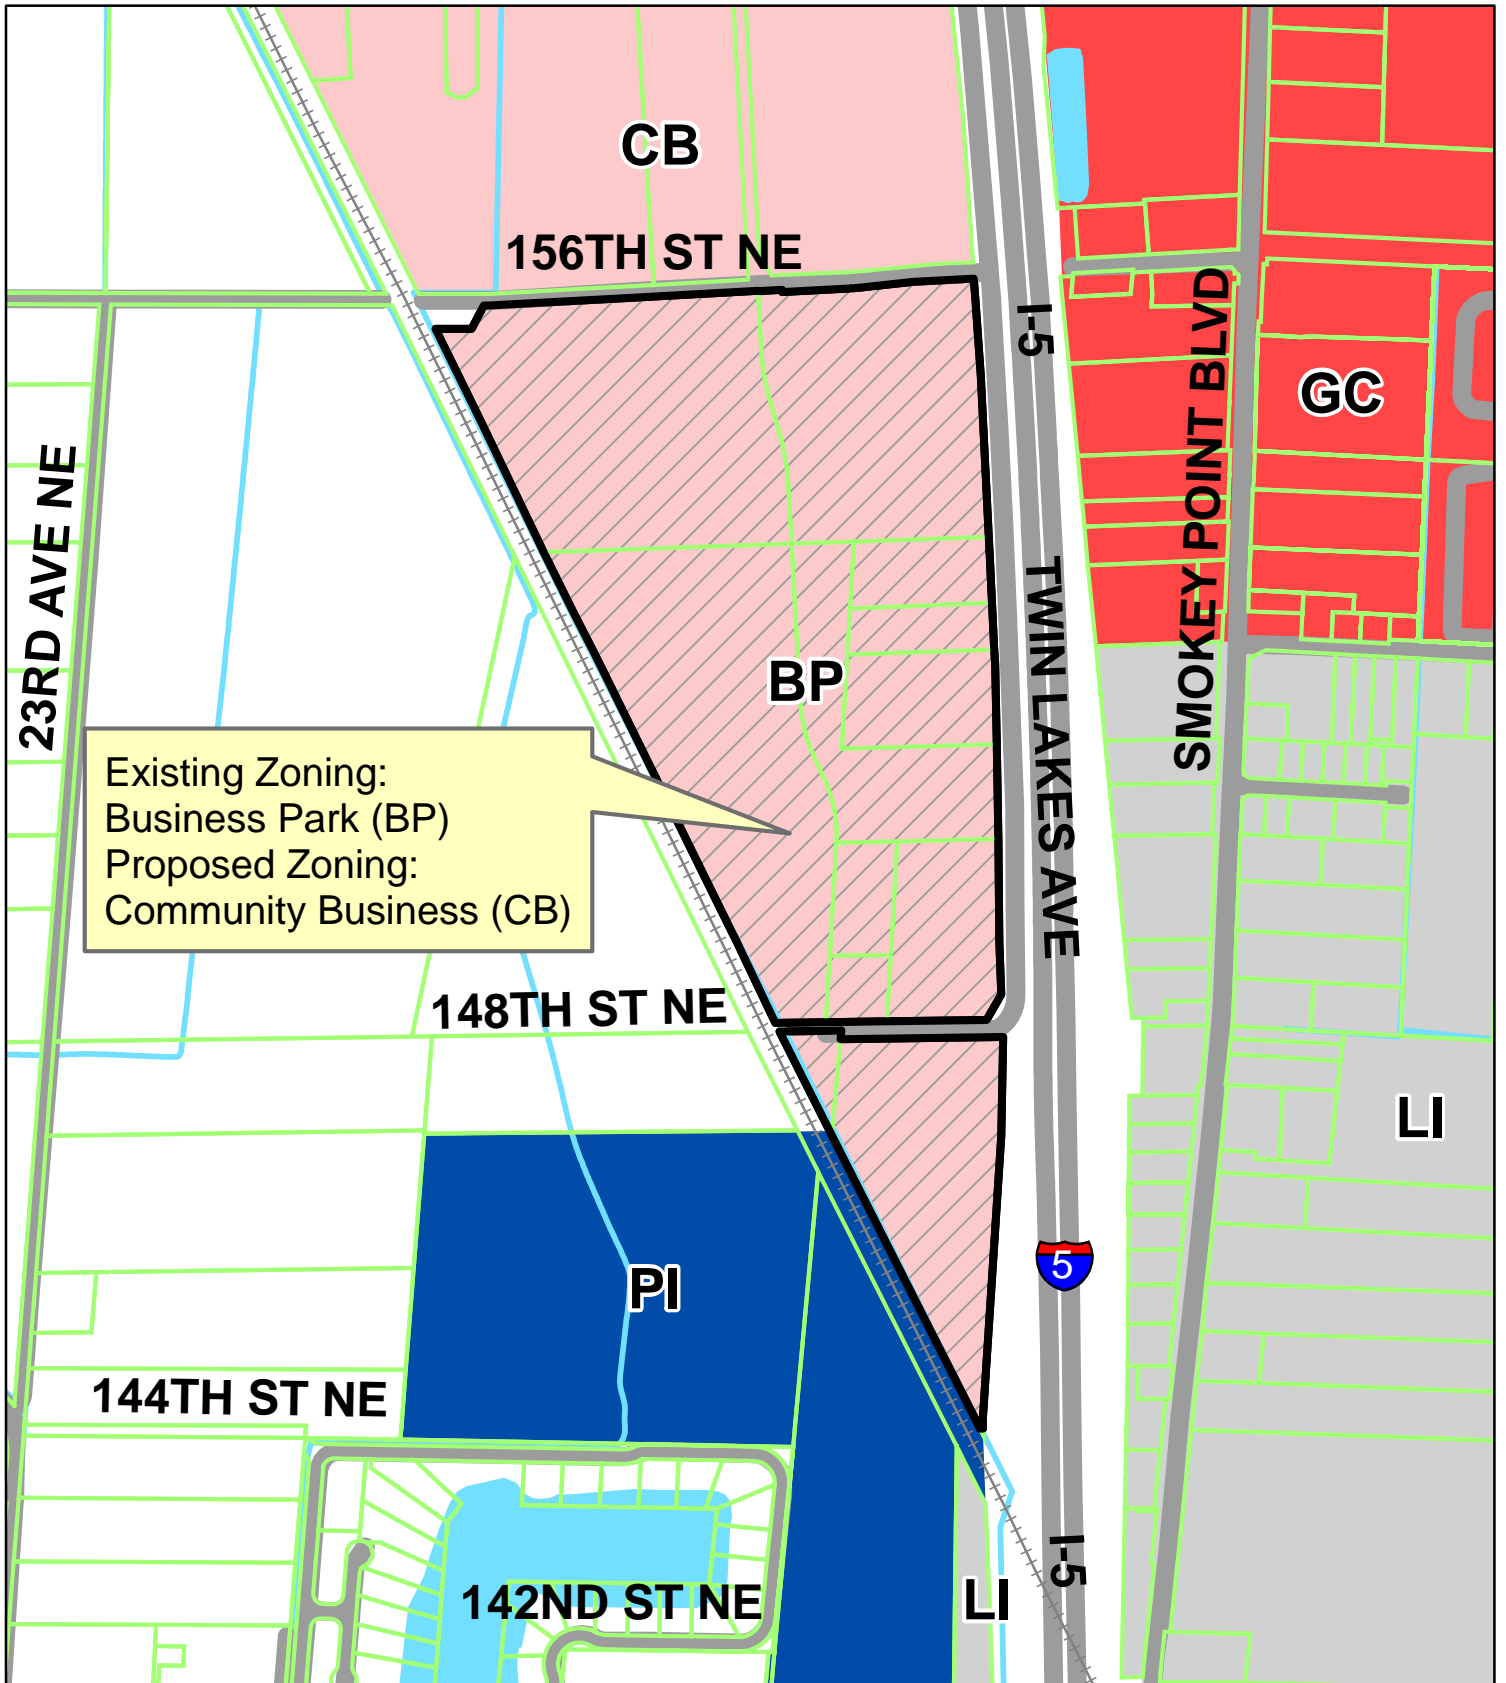 CB
156TH ST NE
I-5
GC
SMOKEY POINT BLVD
23RD AVE NE
TWIN LAKES AVE
BP
Existing Zoning:
Business Park (BP)
Proposed Zoning:
Community Business (CB)
148TH ST NE
LI
5
PI
144TH ST NE
I-5
142ND ST NE
LI